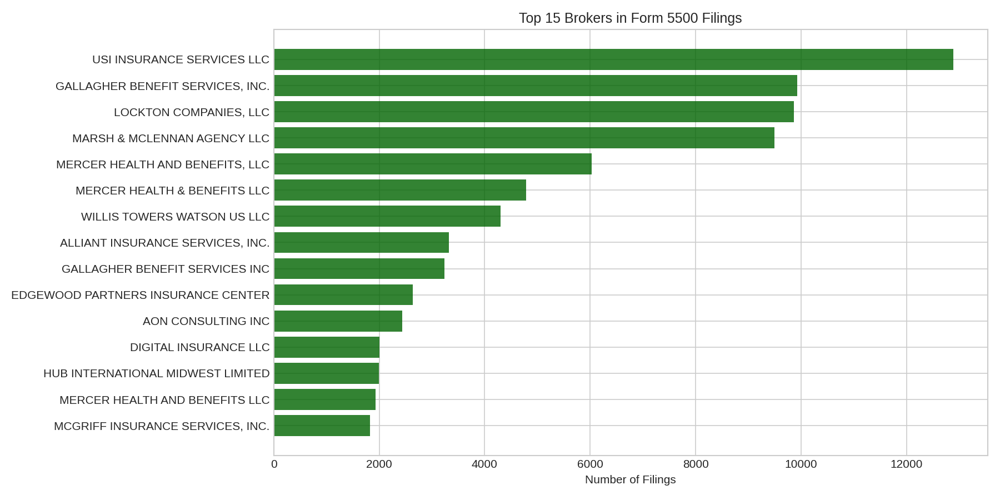 Top 15 Brokers in Form 5500 Filings
USI INSURANCE SERVICES LLC
GALLAGHER BENEFIT SERVICES, INC.
LOCKTON COMPANIES, LLC
MARSH & MCLENNAN AGENCY LLC
MERCER HEALTH AND BENEFITS, LLC
MERCER HEALTH & BENEFITS LLC
WILLIS TOWERS WATSON US LLC
ALLIANT INSURANCE SERVICES, INC.
GALLAGHER BENEFIT SERVICES INC
EDGEWOOD PARTNERS INSURANCE CENTER
AON CONSULTING INC
DIGITAL INSURANCE LLC
HUB INTERNATIONAL MIDWEST LIMITED
MERCER HEALTH AND BENEFITS LLC
MCGRIFF INSURANCE SERVICES, INC.
0 2000 4000 6000 8000 10000 12000
Number of Filings